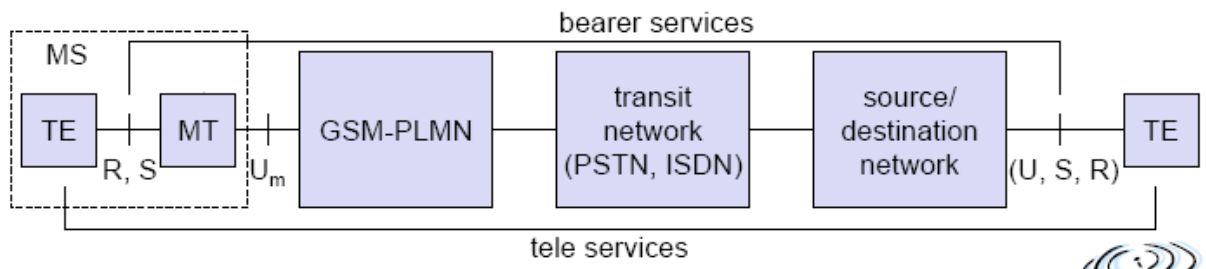 bearer services
MS
TE
MT
GSM-PLMN
transit
network
(PSTN, ISDN)
source/
destination
network
TE
R, S
Um
(U, S, R)
tele services